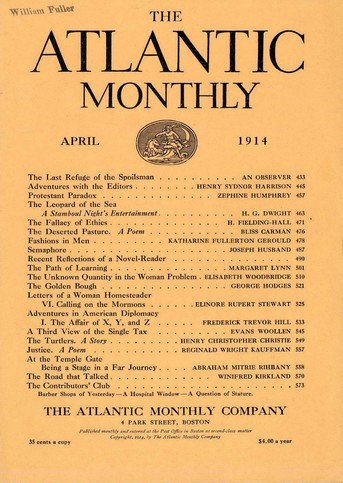 William Fuller
THE
ATLANTIC
MONTHLY
APRIL 1914
The Last Refuge of the Spoilsman . . . . . . . . . AN OBSERVER 433
Adventures with the Editors . . . . . . HENRY SYDNOR HARRISON 445
Protestant Paradox . . . . . . . . . . . . ZEPHINE HUMPHREY 457
The Leopard of the Sea
A Stamboul Night's Entertainment . . . . . . . . H. G. DWIGHT 463
The Fallacy of Ethics . . . . . . . . . . . H. FIELDING-HALL 471
The Deserted Pasture. A Poem . . . . . . . . . BLISS CARMAN 476
Fashions in Men . . . . . . KATHARINE FULLERTON GEROULD 478
Semaphore . . . . . . . . . . . . . . . . JOSEPH HUSBAND 487
Recent Reflections of a Novel-Reader . . . . . . . . . . . 490
The Path of Learning . . . . . . . . . . . . MARGARET LYNN 501
The Unknown Quantity in the Woman Problem . ELISABETH WOODBRIDGE 510
The Golden Bough . . . . . . . . . . . . . GEORGE HODGES 521
Letters of a Woman Homesteader
VI. Calling on the Mormons . . . . . ELINORE RUPERT STEWART 525
Adventures in American Diplomacy
I. The Affair of X, Y, and Z . . . . . . FREDERICK TREVOR HILL 533
A Third View of the Single Tax . . . . . . . . EVANS WOOLLEN 545
The Turtlers. A Story . . . . . . HENRY CHRISTOPHER CHRISTIE 549
Justice. A Poem . . . . . . . . REGINALD WRIGHT KAUFFMAN 557
At the Temple Gate
Being a Stage in a Far Journey . . . . ABRAHAM MITRIE RIHBANY 558
The Road that Talked . . . . . . . . . . WINIFRED KIRKLAND 570
The Contributors' Club . . . . . . . . . . . . . . . . . . 573
Barber Shops of Yesterday—A Hospital Window—A Question of Stature.
THE ATLANTIC MONTHLY COMPANY
4 PARK STREET, BOSTON
Published monthly and entered at the Post Office in Boston as second-class matter
35 cents a copy Copyright, 1914, by The Atlantic Monthly Company $4.00 a year